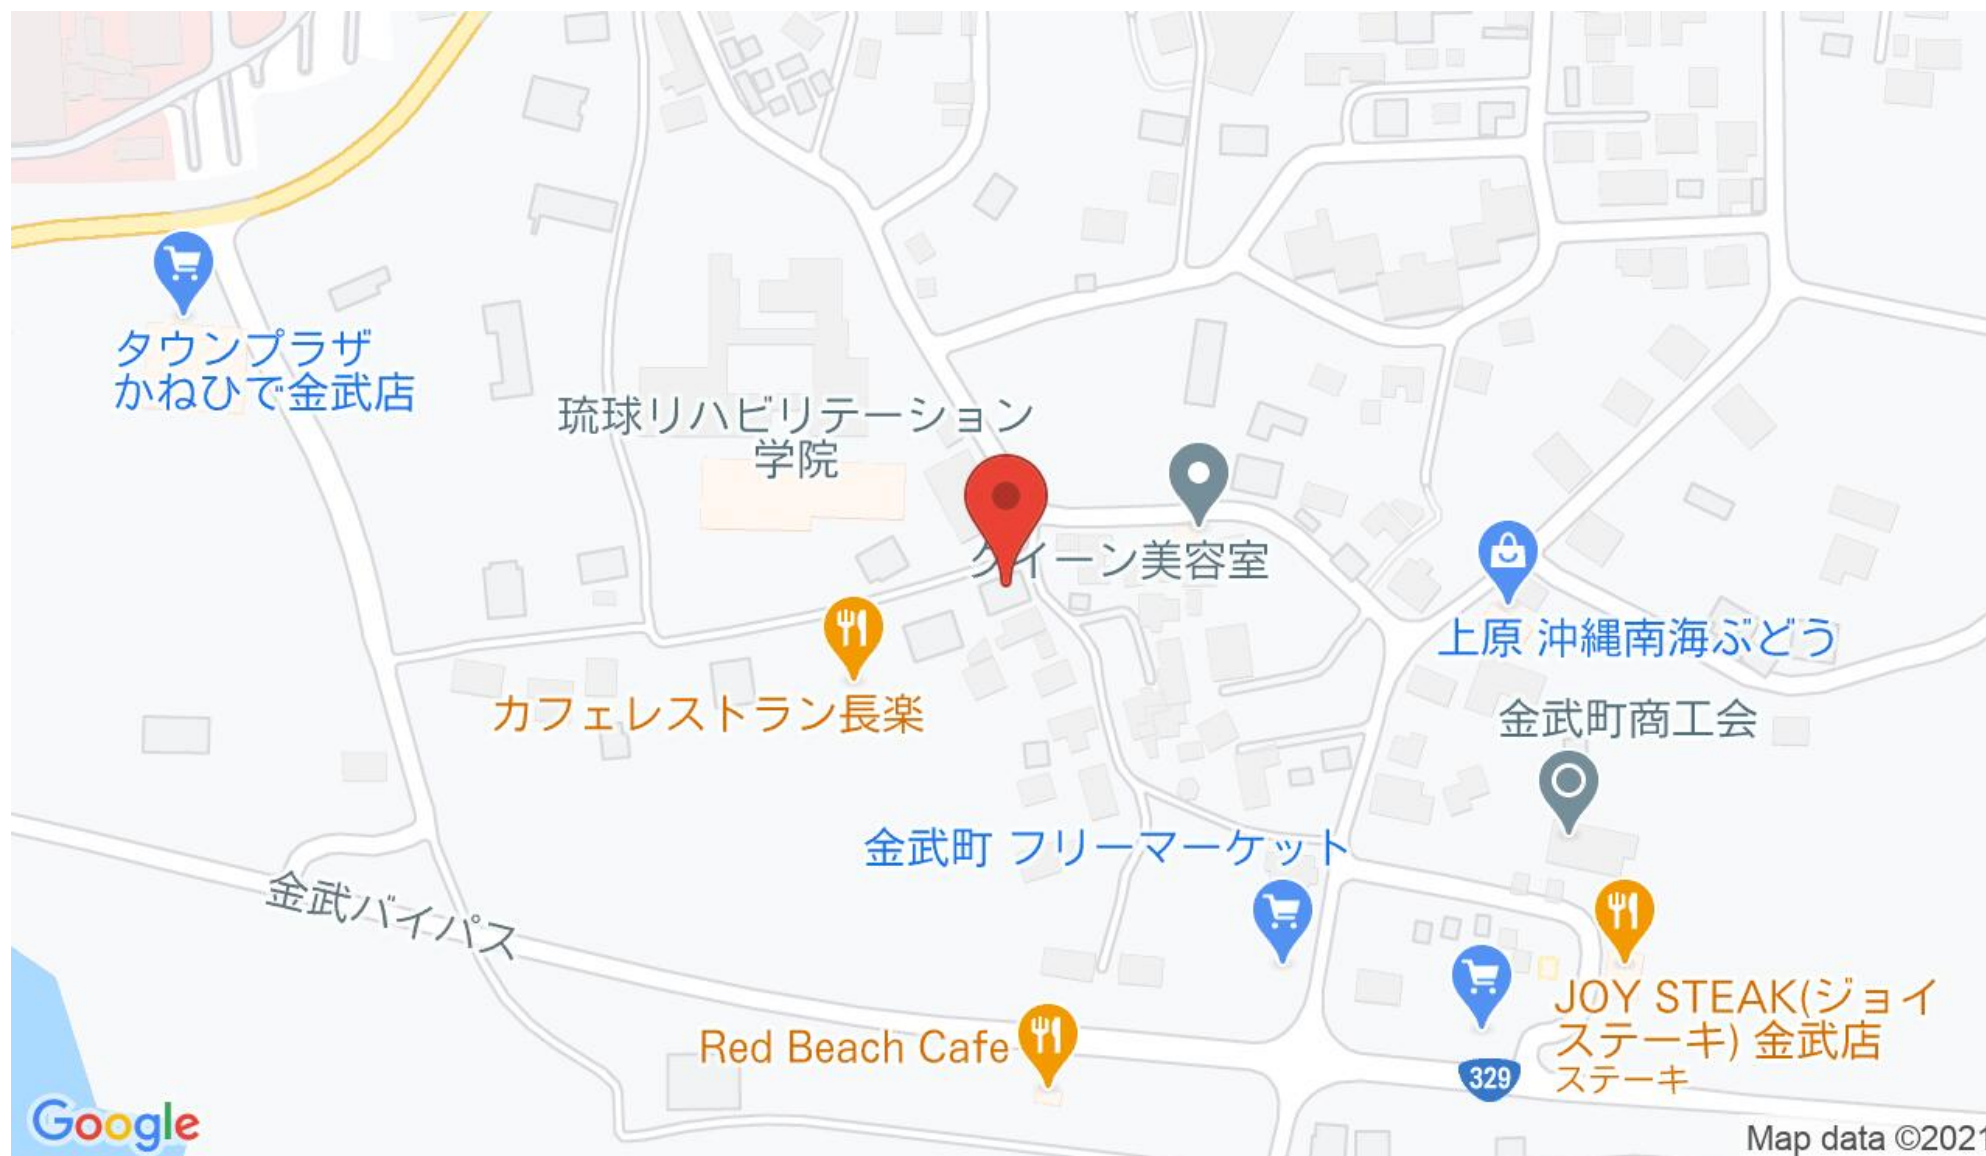 タウンプラザ
かねひで金武店
琉球リハビリテーション
学院
クイーン美容室
上原 沖縄南海ぶどう
カフェレストラン長楽
金武町商工会
金武町 フリーマーケット
金武バイパス
JOY STEAK(ジョイ
ステーキ) 金武店
ステーキ
Red Beach Cafe
329
Google
Map data ©2021